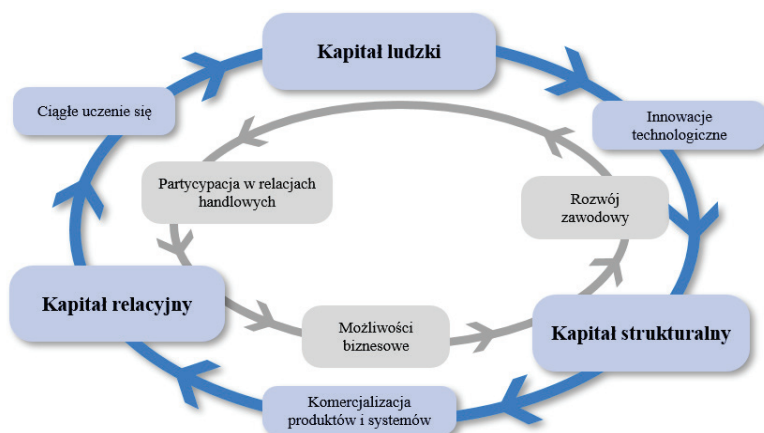 Kapitał ludzki
Ciągłe uczenie się
Innowacje
technologiczne
Partycypacja w relacjach
handlowych
Rozwój
zawodowy
Kapitał relacyjny
Możliwości
biznesowe
Kapitał strukturalny
Komercjalizacja
produktów i systemów